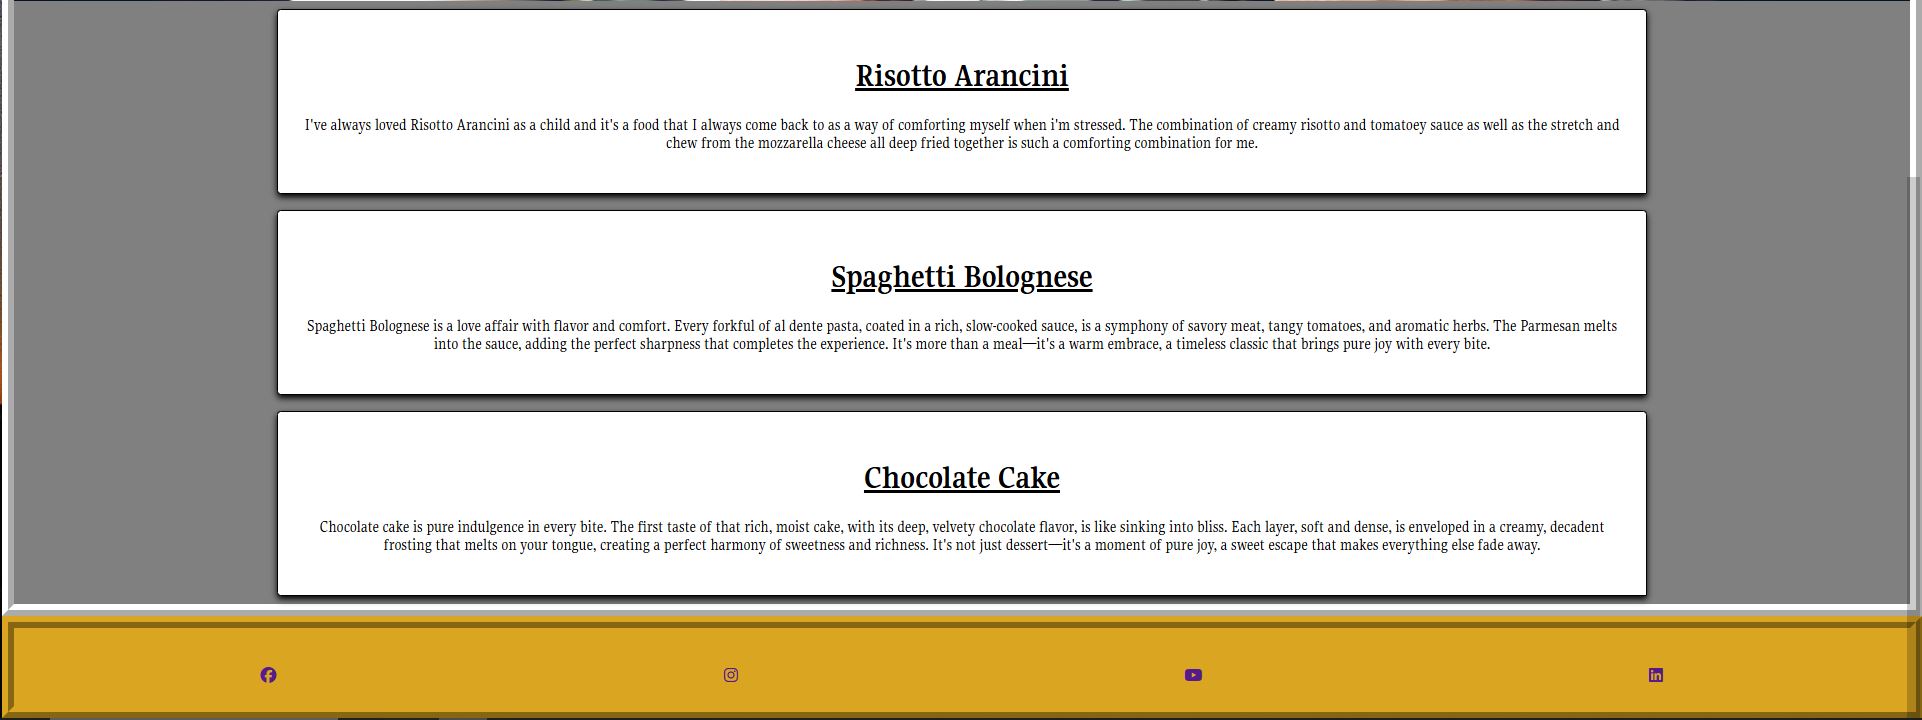 Risotto Arancini
I've always loved Risotto Arancini as a child and it's a food that I always come back to as a way of comforting myself when i'm stressed. The combination of creamy risotto and tomatoey sauce as well as the stretch and
chew from the mozzarella cheese all deep fried together is such a comforting combination for me.
Spaghetti Bolognese
Spaghetti Bolognese is a love affair with flavor and comfort. Every forkful of al dente pasta, coated in a rich, slow-cooked sauce, is a symphony of savory meat, tangy tomatoes, and aromatic herbs. The Parmesan melts
into the sauce, adding the perfect sharpness that completes the experience. It's more than a meal—it's a warm embrace, a timeless classic that brings pure joy with every bite.
Chocolate Cake
Chocolate cake is pure indulgence in every bite. The first taste of that rich, moist cake, with its deep, velvety chocolate flavor, is like sinking into bliss. Each layer, soft and dense, is enveloped in a creamy, decadent
frosting that melts on your tongue, creating a perfect harmony of sweetness and richness. It's not just dessert—it's a moment of pure joy, a sweet escape that makes everything else fade away.